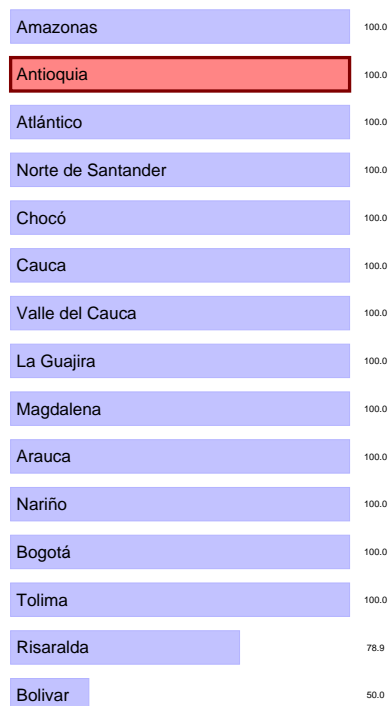 Amazonas 100.0
Antioquia 100.0
Atlántico 100.0
Norte de Santander 100.0
Chocó 100.0
Cauca 100.0
Valle del Cauca 100.0
La Guajira 100.0
Magdalena 100.0
Arauca 100.0
Nariño 100.0
Bogotá 100.0
Tolima 100.0
Risaralda 78.9
Bolivar 50.0